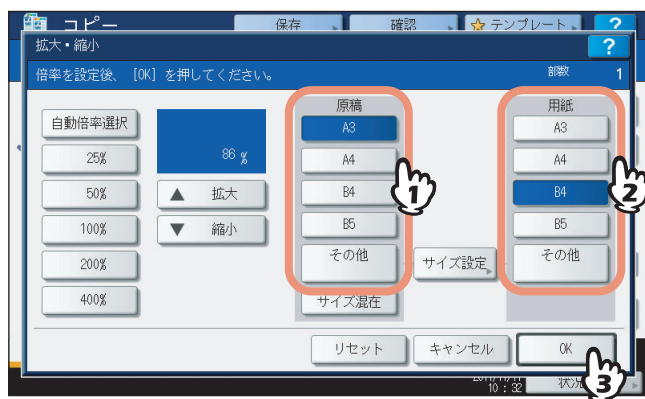 コピー 保存 確認 テンプレート ?
拡大・縮小 ?
倍率を設定後、 [OK] を押してください。 部数 1
原稿 用紙
自動倍率選択 A3 A3
25% 86 % A4 A4
50% ▲ 拡大 B4 B4
100% ▼ 縮小 B5 B5
200% その他 サイズ設定 その他
400% サイズ混在
1
2
リセット キャンセル OK
3
10:32 状況